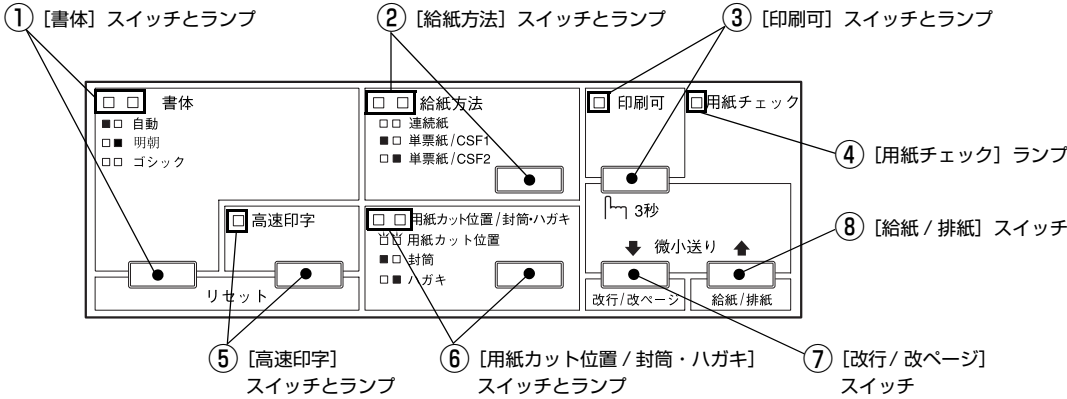 ① [書体] スイッチとランプ
② [給紙方法] スイッチとランプ
③ [印刷可] スイッチとランプ
書体
自動
明朝
ゴシック
給紙方法
連続紙
単票紙/CSF1
単票紙/CSF2
印刷可
用紙チェック
④ [用紙チェック] ランプ
3秒
高速印字
用紙カット位置/封筒・ハガキ
用紙カット位置
封筒
ハガキ
微小送り
⑧ [給紙 / 排紙] スイッチ
リセット
改行/改ページ
給紙/排紙
⑤ [高速印字]
スイッチとランプ
⑥ [用紙カット位置 / 封筒・ハガキ]
スイッチとランプ
⑦ [改行 / 改ページ]
スイッチ